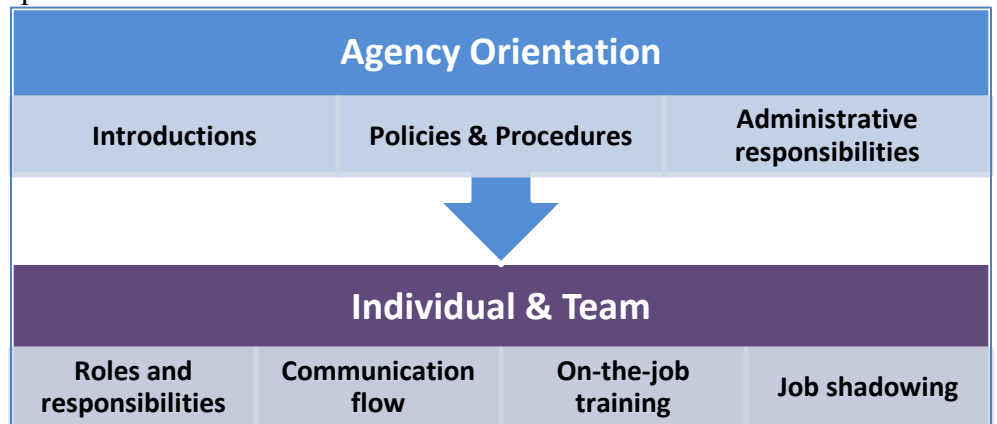 Agency Orientation
Introductions
Policies & Procedures
Administrative
responsibilities
Individual & Team
Roles and
responsibilities
Communication
flow
On-the-job
training
Job shadowing